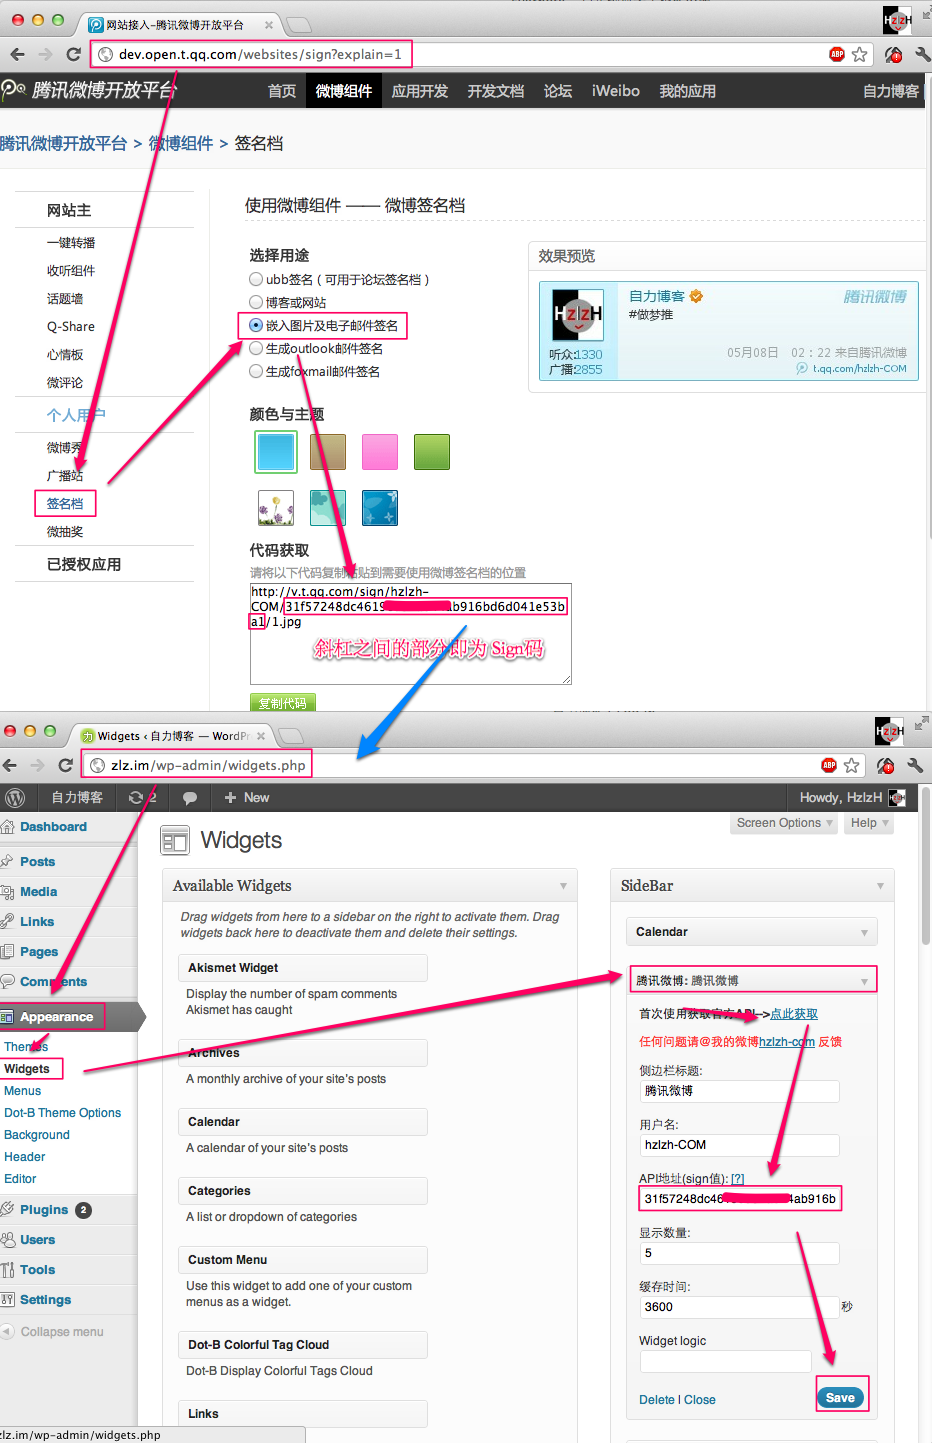 网站接入-腾讯微博开放平台
HzlzH
dev.open.t.qq.com/websites/sign?explain=1
ABP
腾讯微博开放平台
首页 微博组件 应用开发 开发文档 论坛 iWeibo 我的应用 自力博客
腾讯微博开放平台 > 微博组件 > 签名档
网站主
一键转播
收听组件
话题墙
Q-Share
心情板
微评论
个人用户
微博秀
广播站
签名档
微抽奖
已授权应用
使用微博组件 —— 微博签名档
选择用途
ubb签名（可用于论坛签名档）
博客或网站
嵌入图片及电子邮件签名
生成outlook邮件签名
生成foxmail邮件签名
效果预览
HzlzH
自力博客
腾讯微博
#做梦推
听众:1330
广播:2855
05月08日 02：22 来自腾讯微博
t.qq.com/hzlzh-COM
颜色与主题
代码获取
请将以下代码复制粘贴到需要使用微博签名档的位置
http://v.t.qq.com/sign/hzlzh-
COM/31f57248dc4619 b916bd6d041e53b
a1/1.jpg
斜杠之间的部分即为 Sign码
复制代码
Widgets ‹ 自力博客 — WordPr
HzlzH
zlz.im/wp-admin/widgets.php
ABP
自力博客 2 + New
Howdy, HzlzH
Dashboard
Posts
Media
Links
Pages
Comments
Appearance
Themes
Widgets
Menus
Dot-B Theme Options
Background
Header
Editor
Plugins 2
Users
Tools
Settings
Collapse menu
Screen Options
Help
Widgets
Available Widgets
Drag widgets from here to a sidebar on the right to activate them. Drag
widgets back here to deactivate them and delete their settings.
Akismet Widget
Display the number of spam comments
Akismet has caught
Archives
A monthly archive of your site's posts
Calendar
A calendar of your site's posts
Categories
A list or dropdown of categories
Custom Menu
Use this widget to add one of your custom
menus as a widget.
Dot-B Colorful Tag Cloud
Dot-B Display Colorful Tags Cloud
Links
SideBar
Calendar
腾讯微博: 腾讯微博
首次使用获取官方API-->点此获取
任何问题请@我的微博hzlzh-com 反馈
侧边栏标题:
腾讯微博
用户名:
hzlzh-COM
API地址(sign值): [?]
31f57248dc46 4ab916b
显示数量:
5
缓存时间:
3600 秒
Widget logic
Delete | Close
Save
zlz.im/wp-admin/widgets.php